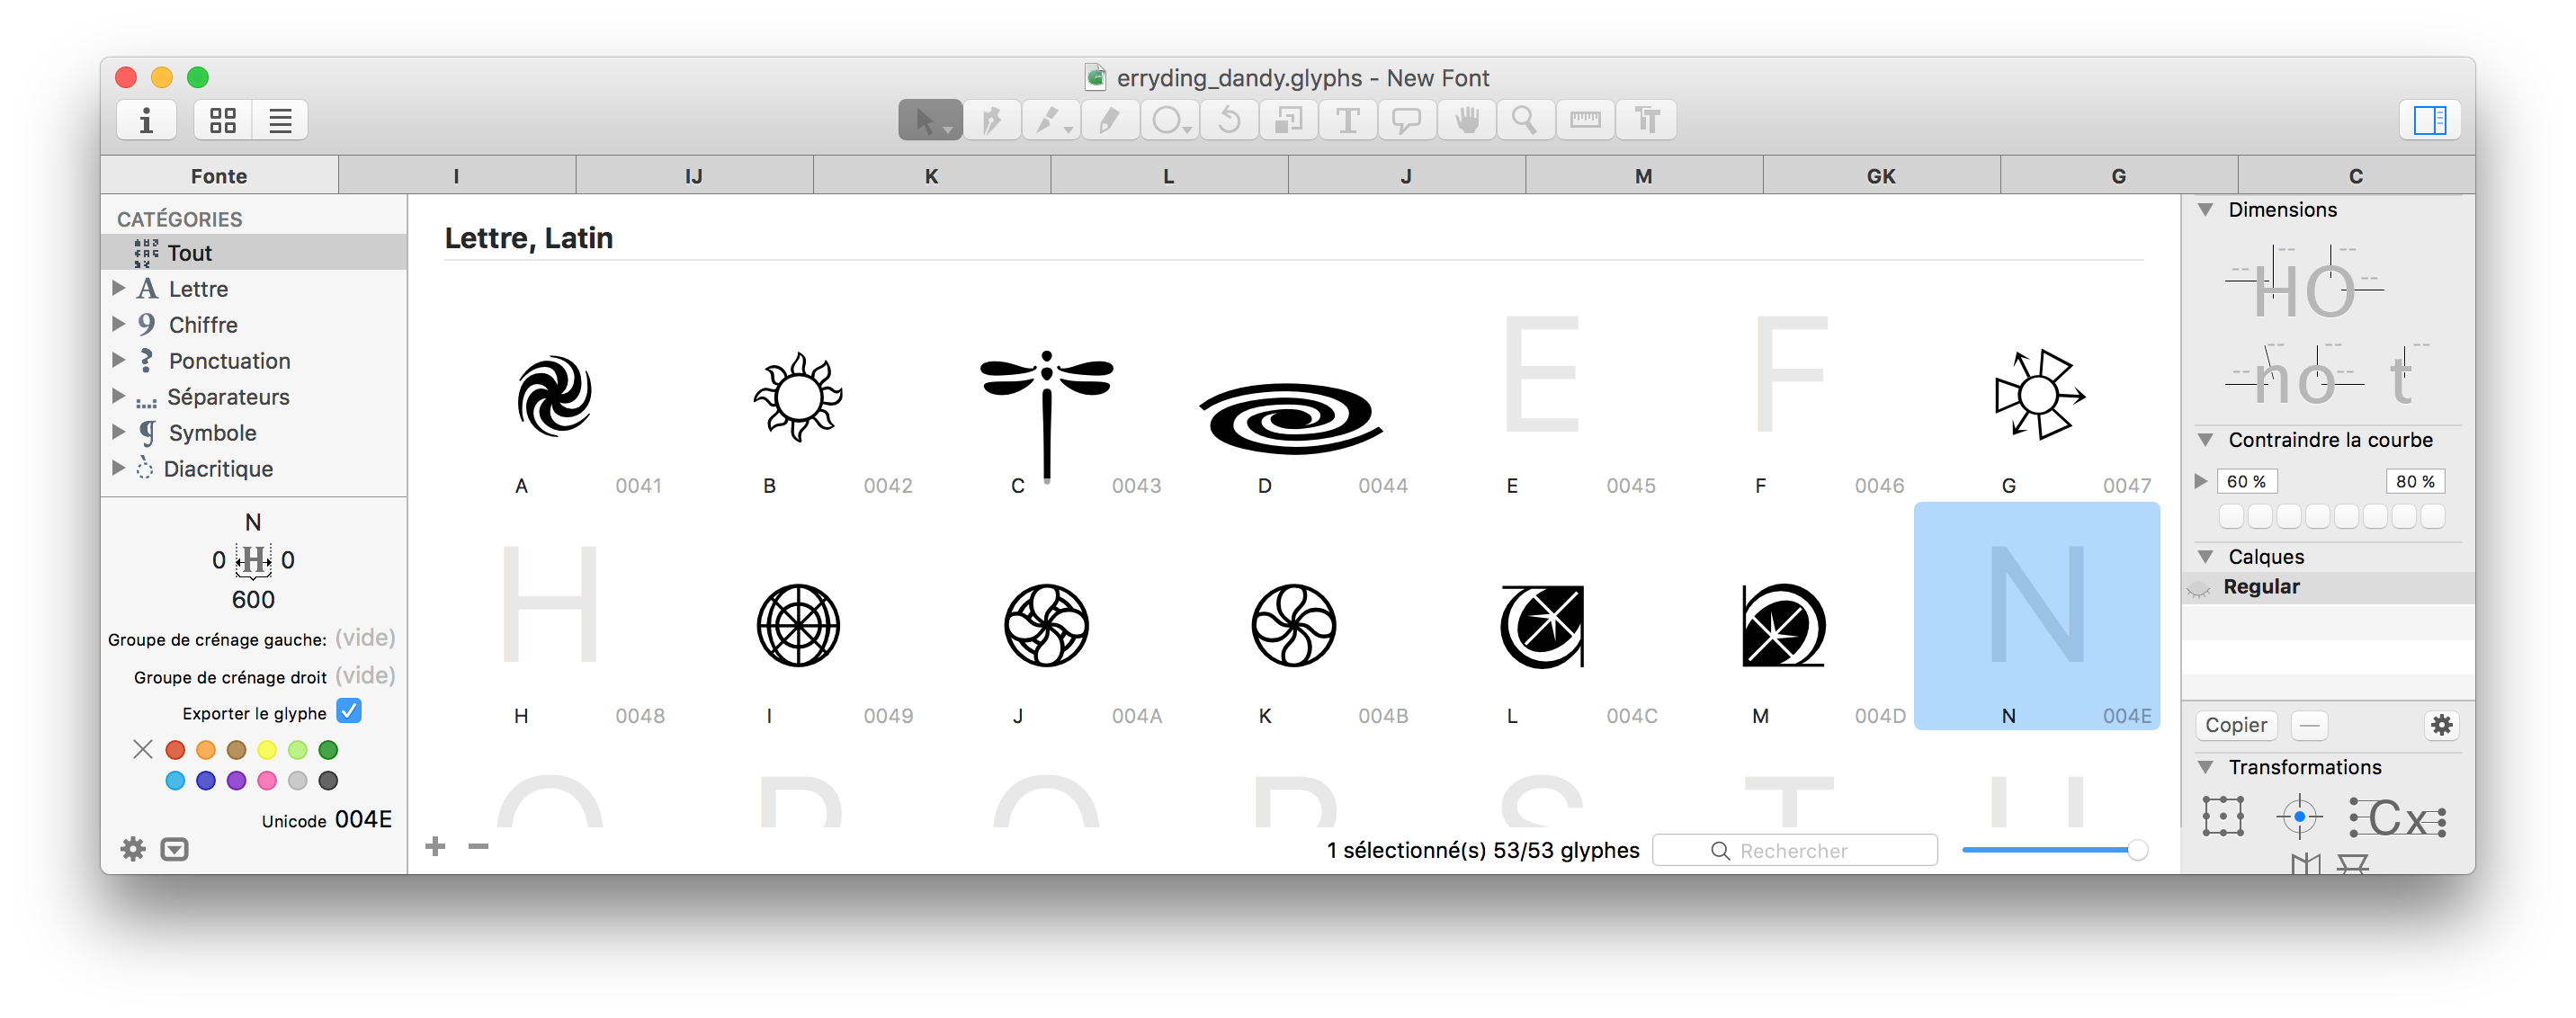 erryding_dandy.glyphs - New Font
Fonte I IJ K L J M GK G C
CATÉGORIES
Tout
Lettre
Chiffre
Ponctuation
Séparateurs
Symbole
Diacritique
N
0 H 0
600
Groupe de crénage gauche: (vide)
Groupe de crénage droit (vide)
Exporter le glyphe
Unicode 004E
Lettre, Latin
E F
A 0041 B 0042 C 0043 D 0044 E 0045 F 0046 G 0047
H N
H 0048 I 0049 J 004A K 004B L 004C M 004D N 004E
O P Q R S T U
1 sélectionné(s) 53/53 glyphes
Rechercher
Dimensions
-- -- -- --
HO
-- -- -- -- --
no t
Contraindre la courbe
60 % 80 %
Calques
Regular
Copier
Transformations
Cx